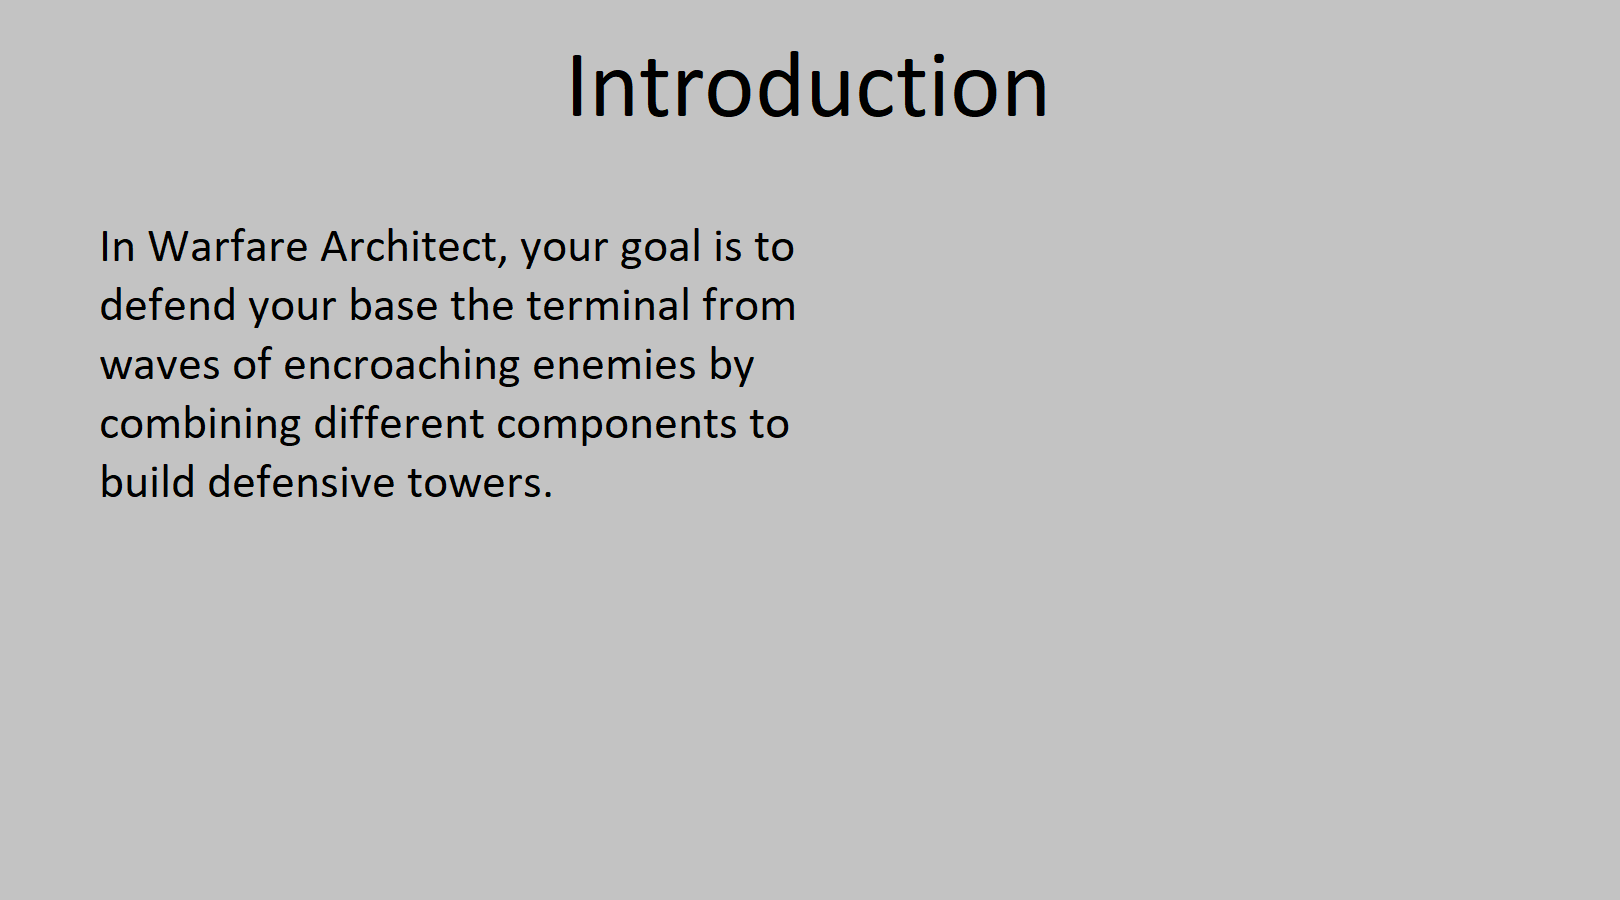 Introduction
In Warfare Architect, your goal is to
defend your base the terminal from
waves of encroaching enemies by
combining different components to
build defensive towers.